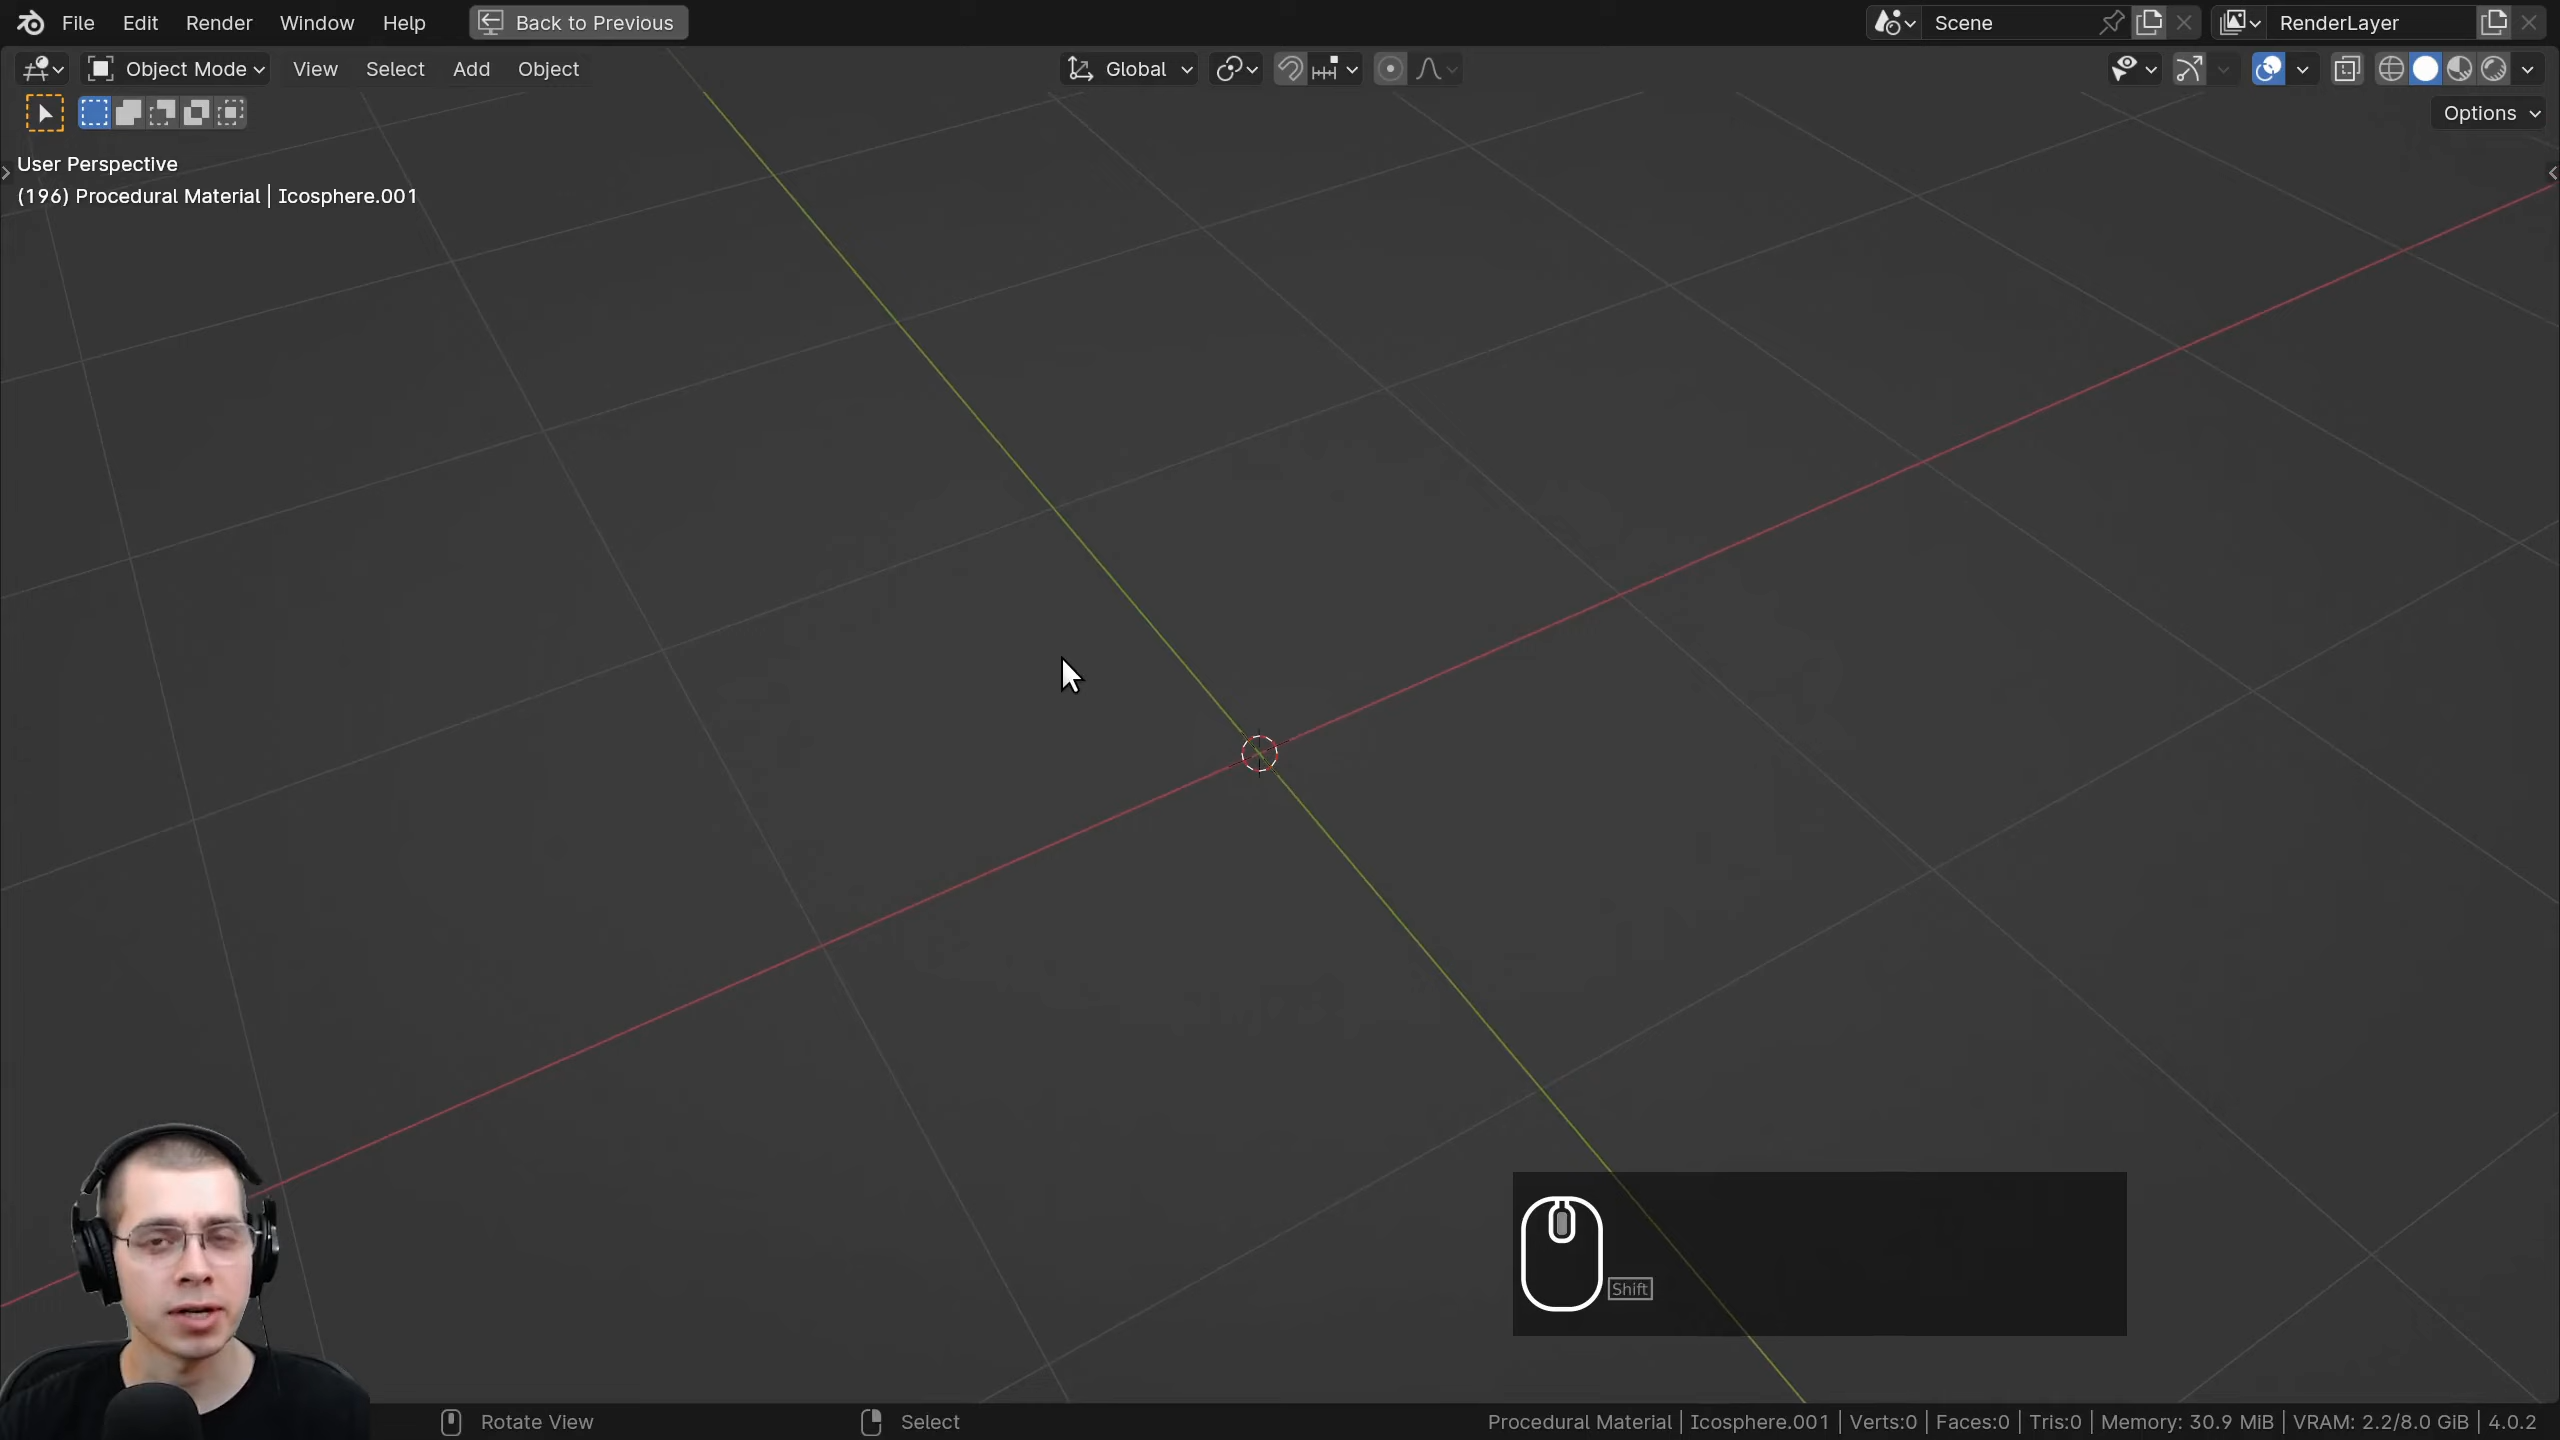 File Edit Render Window Help Back to Previous Scene RenderLayer
Object Mode View Select Add Object Global
Options
User Perspective
(196) Procedural Material | Icosphere.001
Shift
Rotate View Select Procedural Material | Icosphere.001 | Verts:0 | Faces:0 | Tris:0 | Memory: 30.9 MiB | VRAM: 2.2/8.0 GiB | 4.0.2